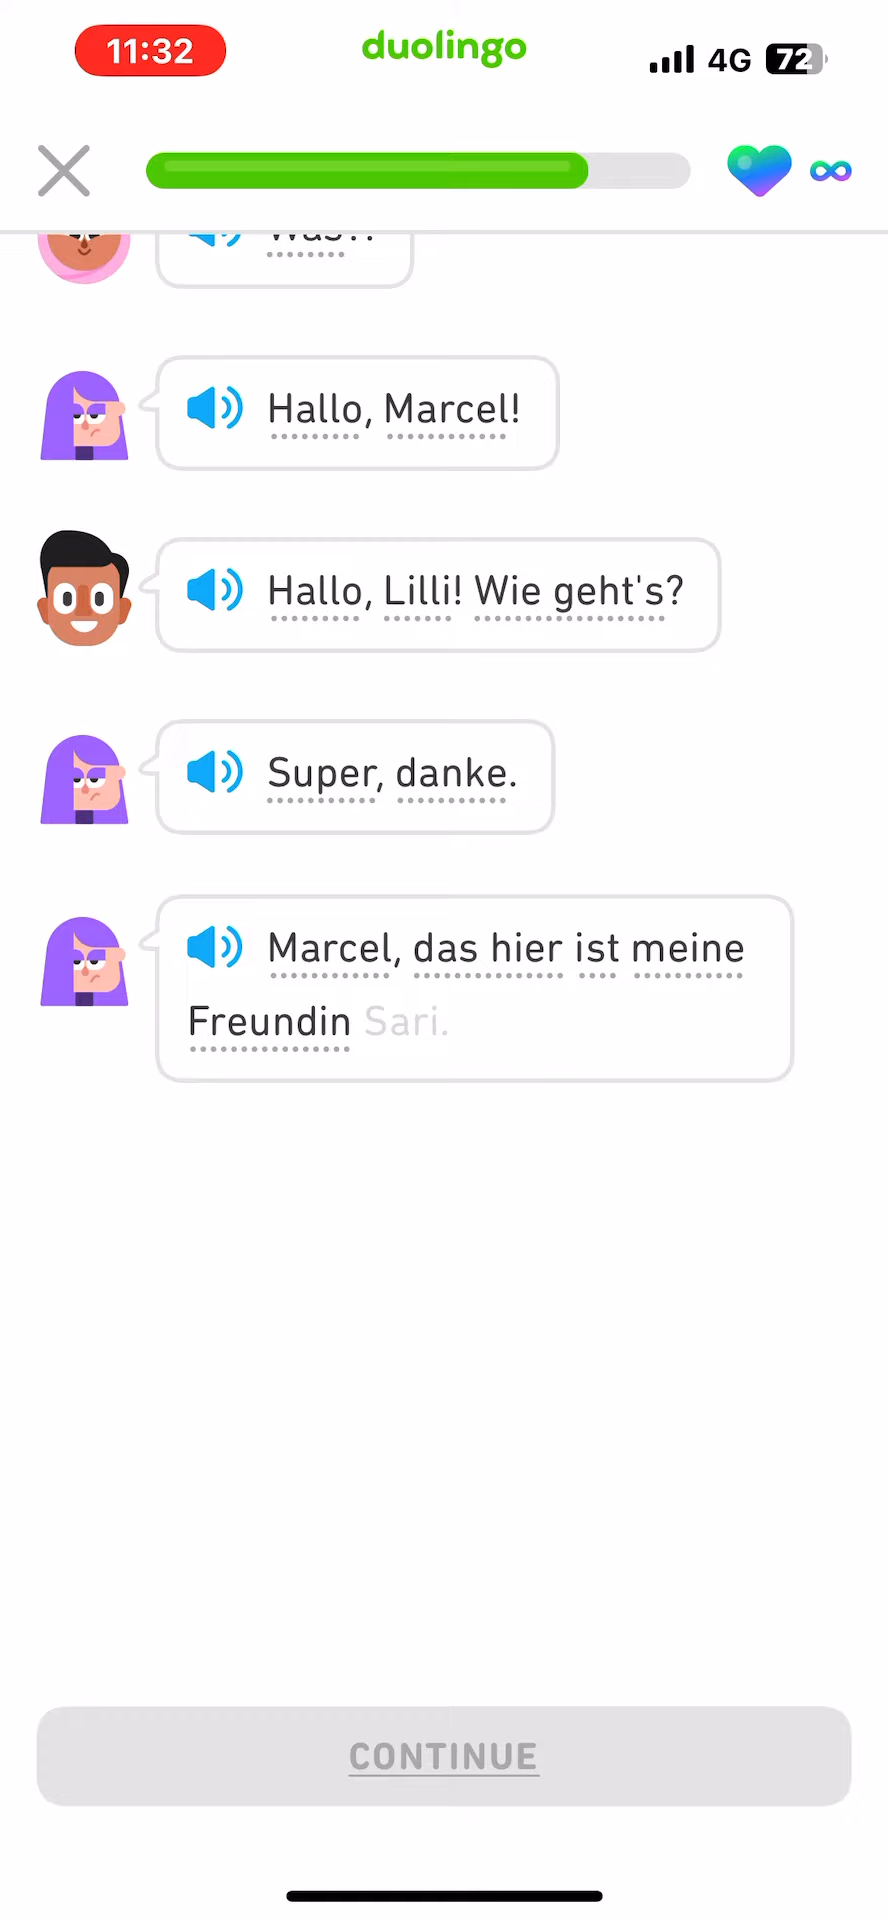 11:32
duolingo
4G
72
Hallo, Marcel!
Hallo, Lilli! Wie geht's?
Super, danke.
Marcel, das hier ist meine
Freundin Sari.
CONTINUE